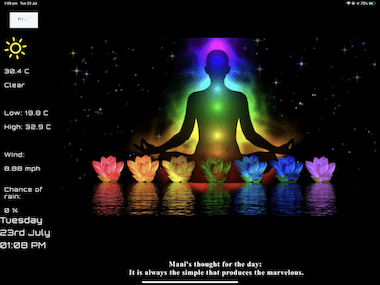 1:08 pm Tue 23 Jul
73%
30.4 C
Clear
Low: 19.8 C
High: 32.9 C
Wind:
8.88 mph
Chance of
rain:
0 %
Tuesday
23rd July
01:08 PM
Mani's thought for the day:
It is always the simple that produces the marvelous.